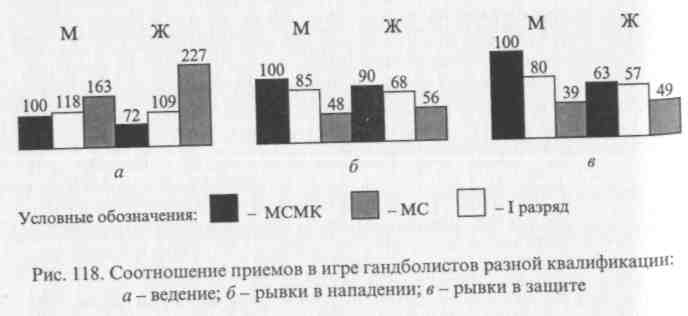 М Ж М Ж М Ж
100 118 163 72 109 227 100 85 48 90 68 56 100 80 39 63 57 49
а б в
Условные обозначения: – МСМК – МС – I разряд
Рис. 118. Соотношение приемов в игре гандболистов разной квалификации:
а – ведение; б – рывки в нападении; в – рывки в защите